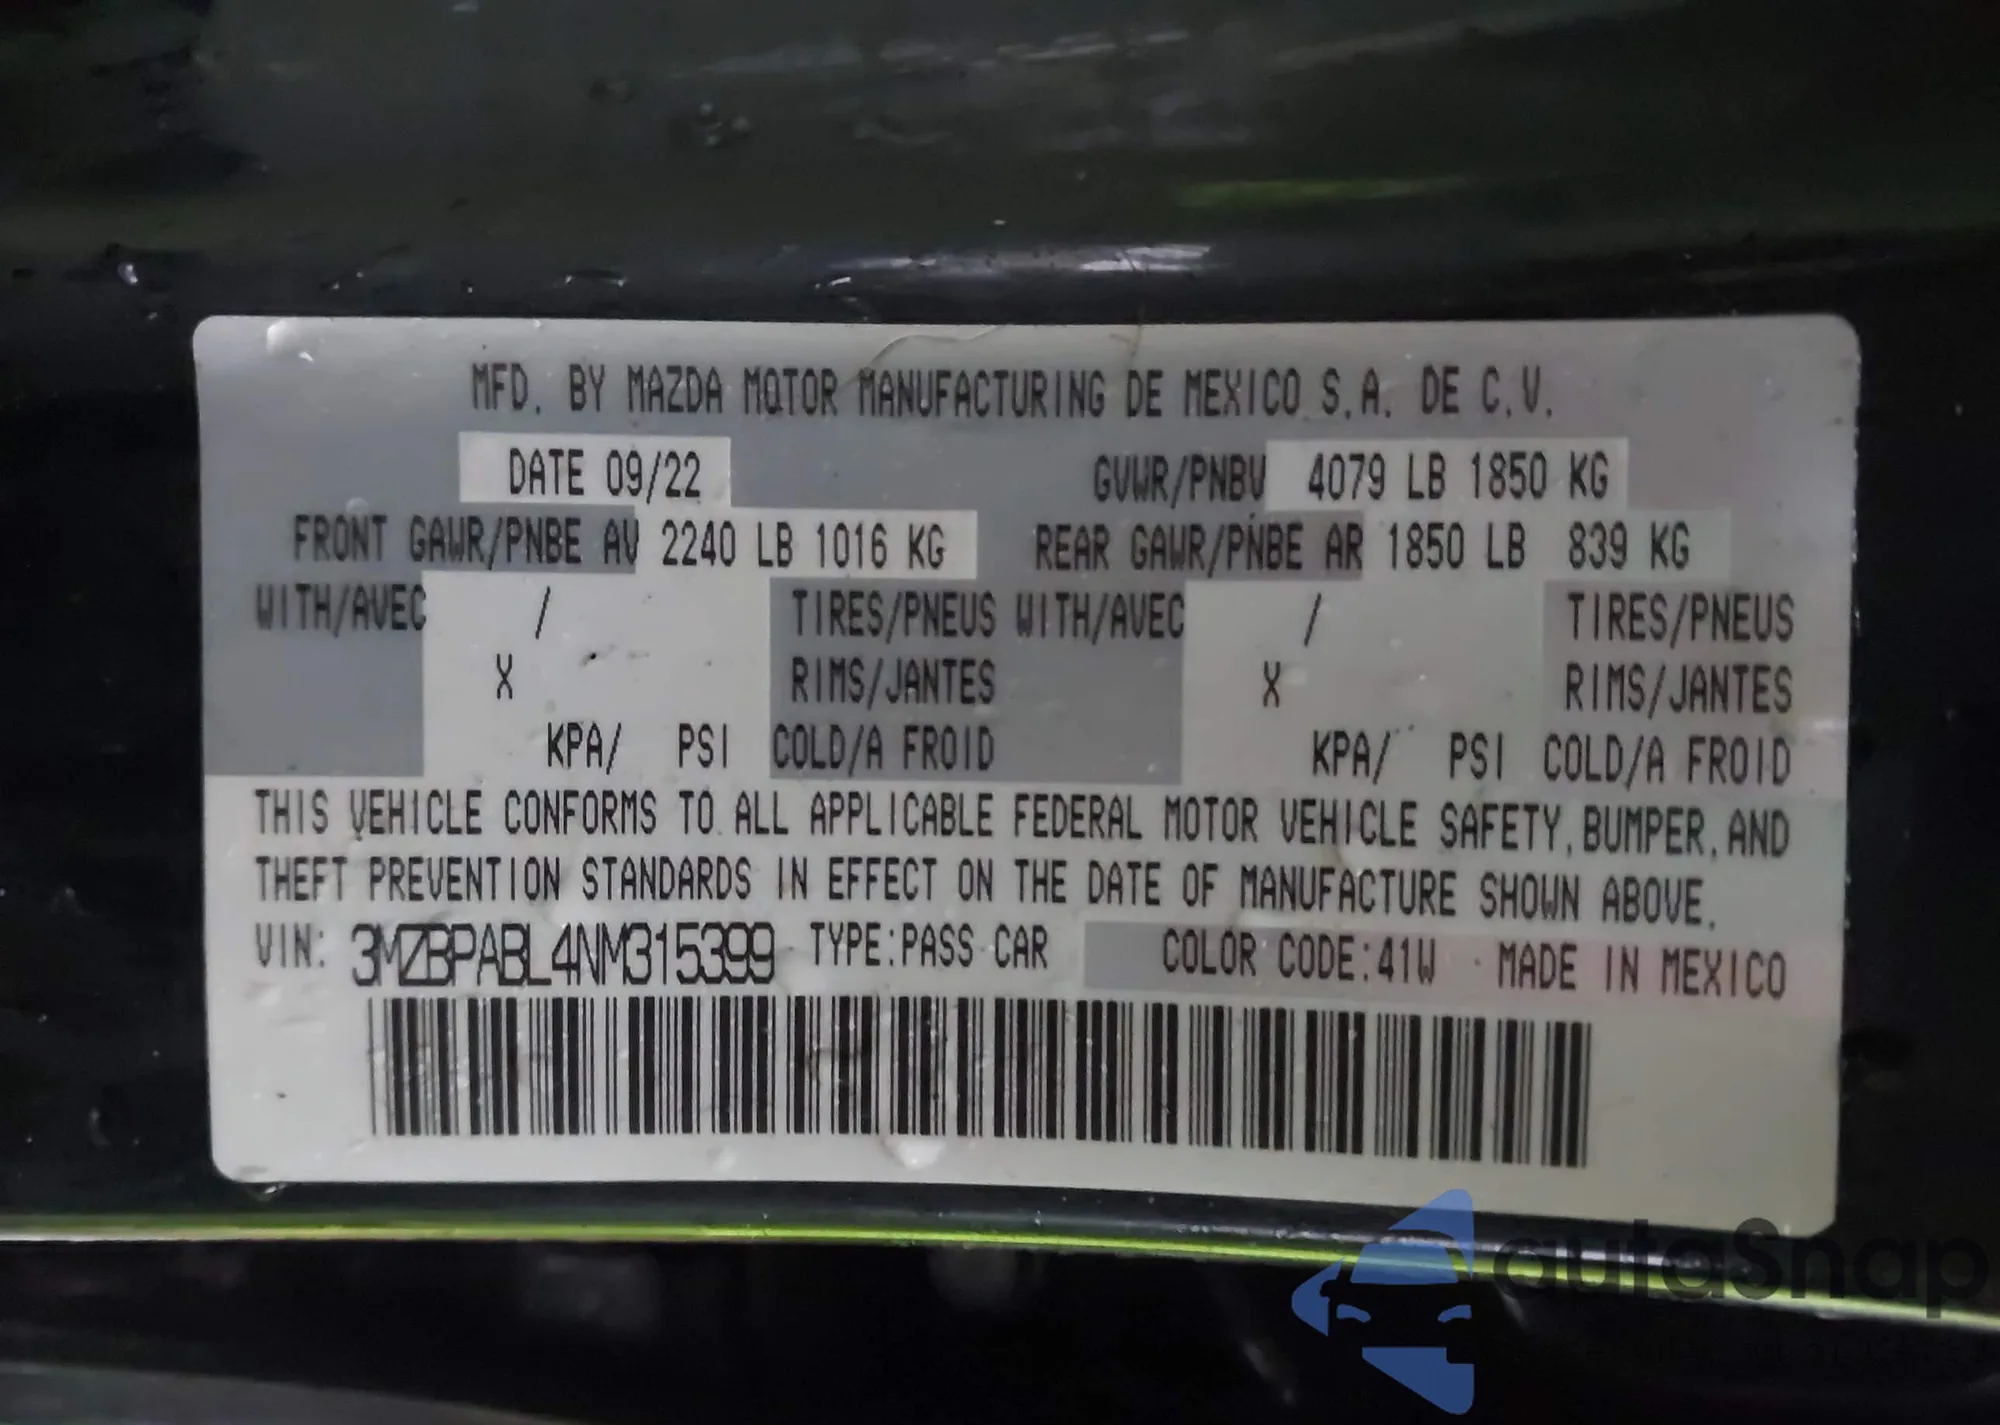 MFD. BY MAZDA MOTOR MANUFACTURING DE MEXICO S.A. DE C.V.
DATE 09/22 GVWR/PNBV 4079 LB 1850 KG
FRONT GAWR/PNBE AV 2240 LB 1016 KG REAR GAWR/PNBE AR 1850 LB 839 KG
WITH/AVEC / TIRES/PNEUS WITH/AVEC / TIRES/PNEUS
X RIMS/JANTES X RIMS/JANTES
KPA/ PSI COLD/A FROID KPA/ PSI COLD/A FROID
THIS VEHICLE CONFORMS TO ALL APPLICABLE FEDERAL MOTOR VEHICLE SAFETY, BUMPER, AND
THEFT PREVENTION STANDARDS IN EFFECT ON THE DATE OF MANUFACTURE SHOWN ABOVE.
VIN: 3MZBPABL4NM315399 TYPE:PASS CAR COLOR CODE:41W MADE IN MEXICO
autoSnap